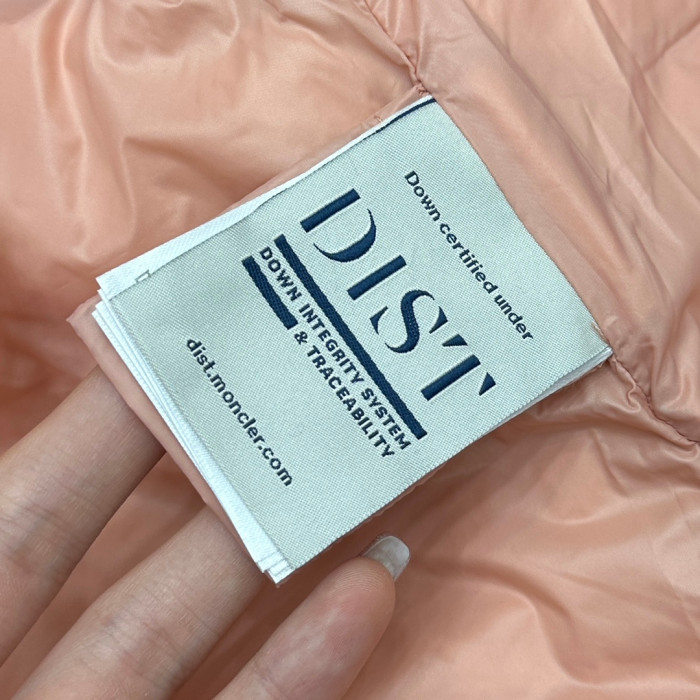 Down certified under
DIST
DOWN INTEGRITY SYSTEM
& TRACEABILITY
dist.moncler.com